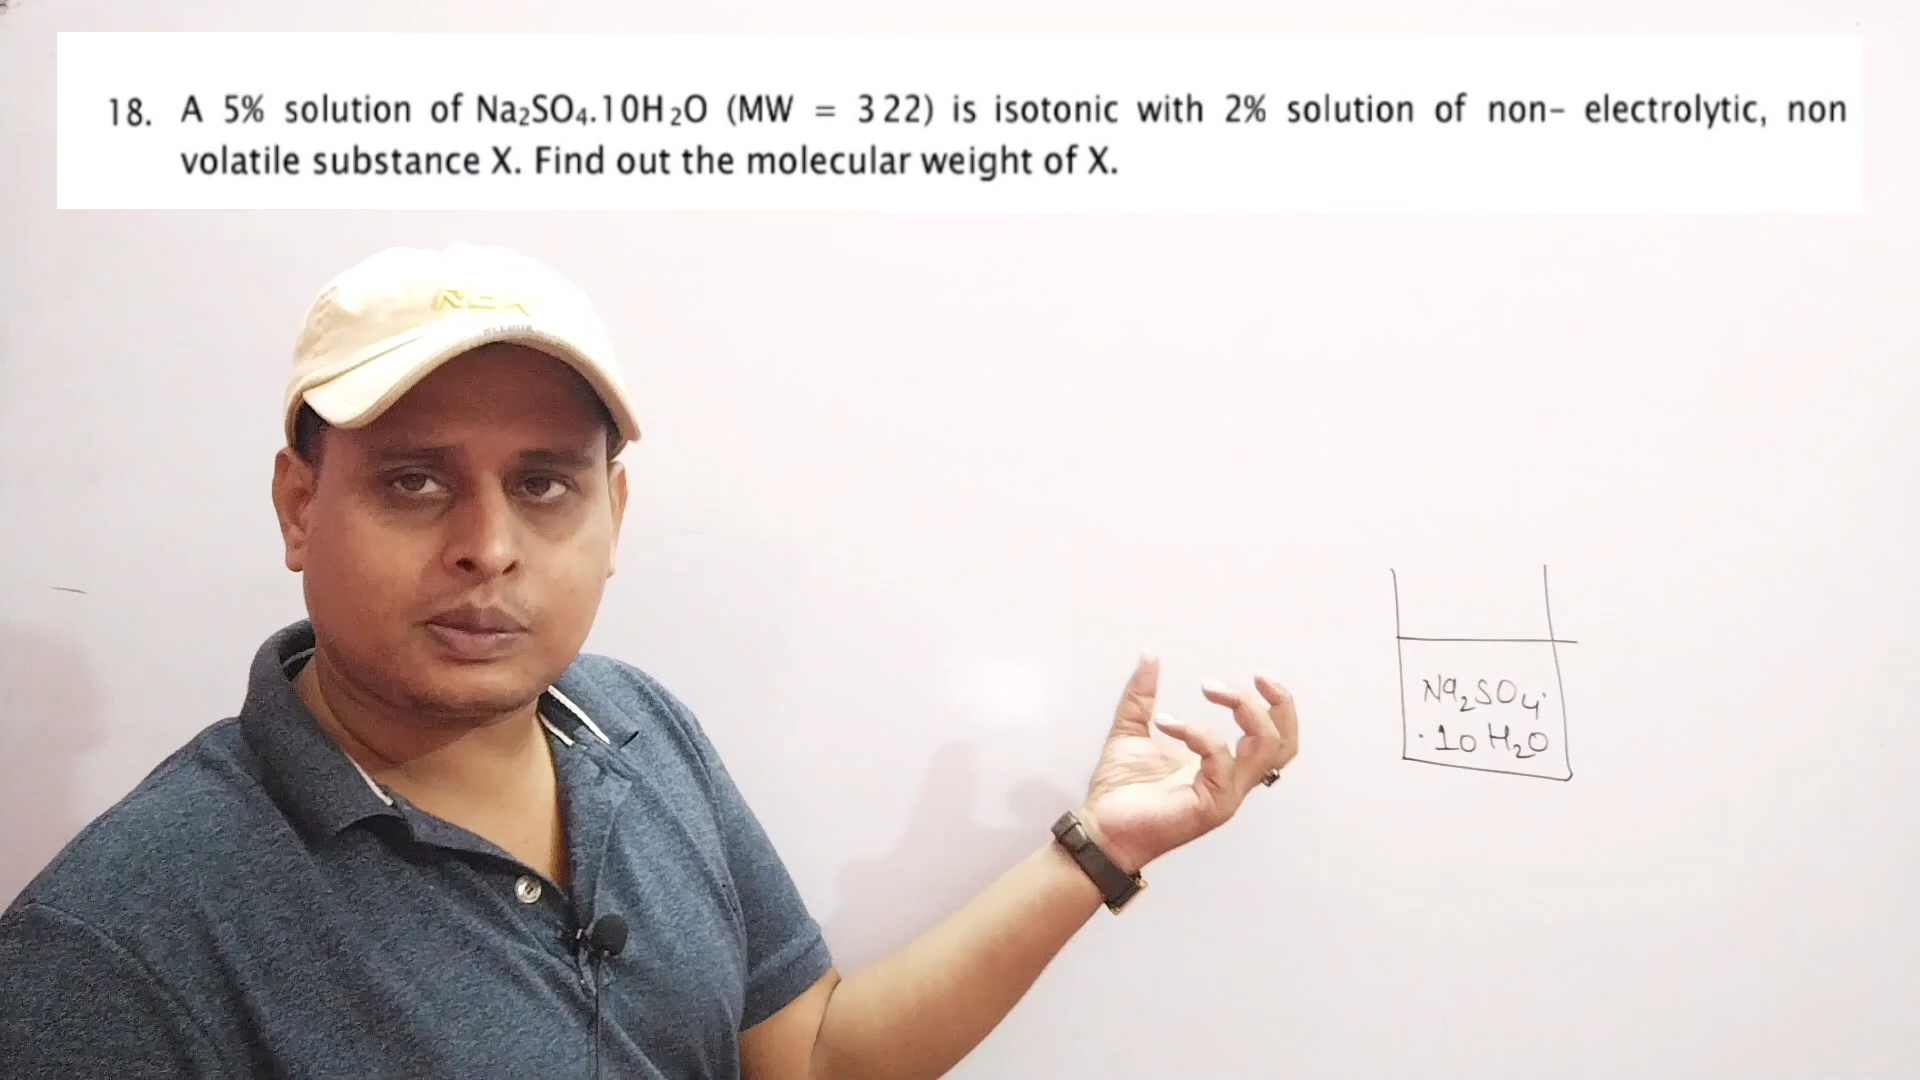 18. A 5% solution of Na₂SO₄.10H₂O (MW = 322) is isotonic with 2% solution of non- electrolytic, non
volatile substance X. Find out the molecular weight of X.
Na₂SO₄.
.10 H₂O